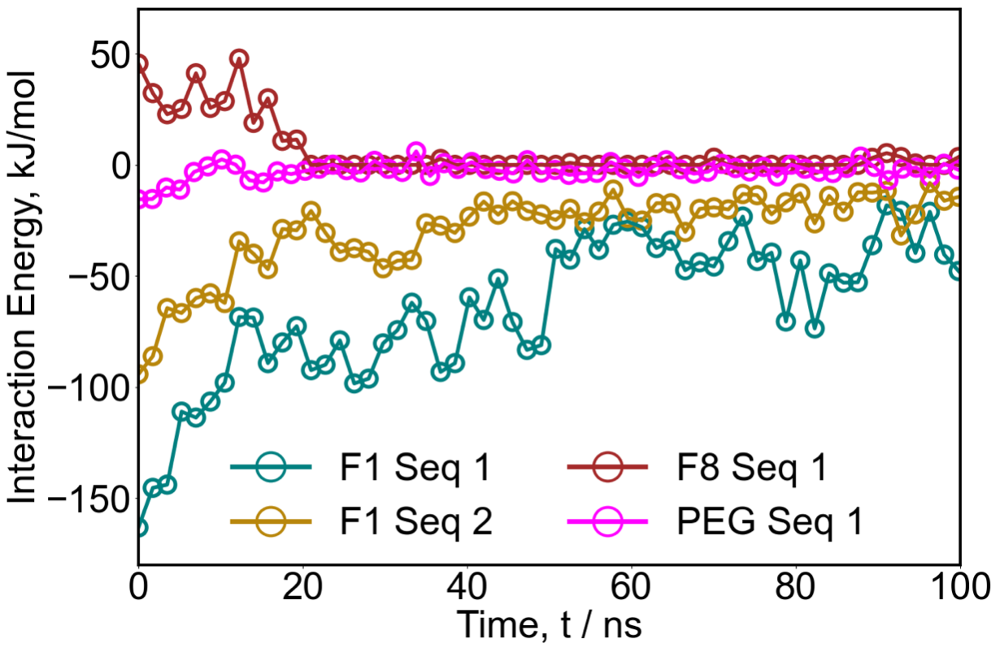 Interaction Energy, kJ/mol
50
0
−50
−100
−150
F1 Seq 1
F1 Seq 2
F8 Seq 1
PEG Seq 1
0 20 40 60 80 100
Time, t / ns